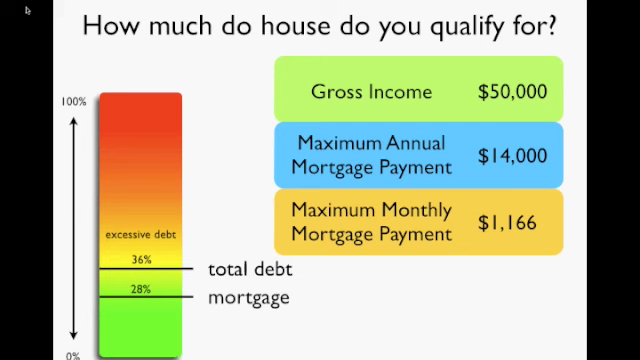 How much do house do you qualify for?
Gross Income $50,000
Maximum Annual
Mortgage Payment $14,000
Maximum Monthly
Mortgage Payment $1,166
100%
excessive debt
36%
total debt
28%
mortgage
0%